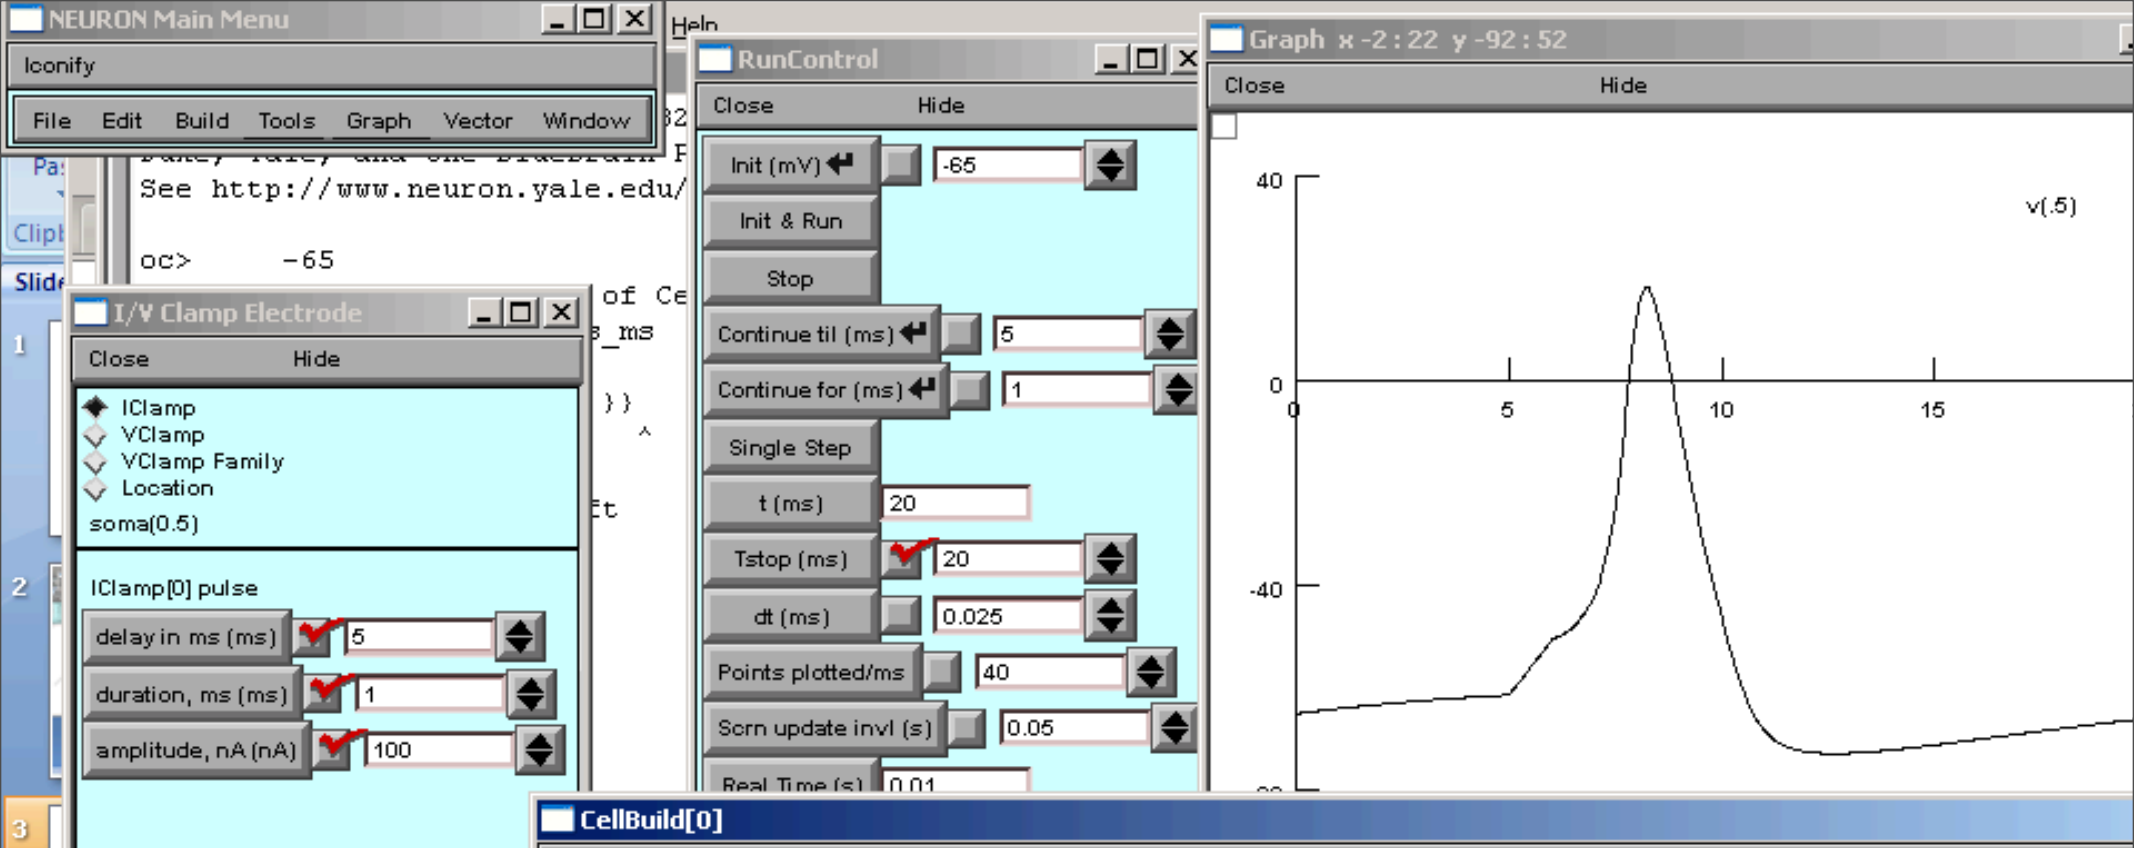 NEURON Main Menu
Iconify
File Edit Build Tools Graph Vector Window
Help
See http://www.neuron.yale.edu/
oc> -65
of Ce
s_ms
}}
^
ft
Clipb
Slide
1
2
3
I/V Clamp Electrode
Close Hide
IClamp
VClamp
VClamp Family
Location
soma(0.5)
IClamp[0] pulse
delay in ms (ms) 5
duration, ms (ms) 1
amplitude, nA (nA) 100
RunControl
Close Hide
Init (mV) -65
Init & Run
Stop
Continue til (ms) 5
Continue for (ms) 1
Single Step
t (ms) 20
Tstop (ms) 20
dt (ms) 0.025
Points plotted/ms 40
Scrn update invl (s) 0.05
Real Time (s) 0.01
Graph x -2 : 22 y -92 : 52
Close Hide
40
v(.5)
0
0 5 10 15
-40
CellBuild[0]